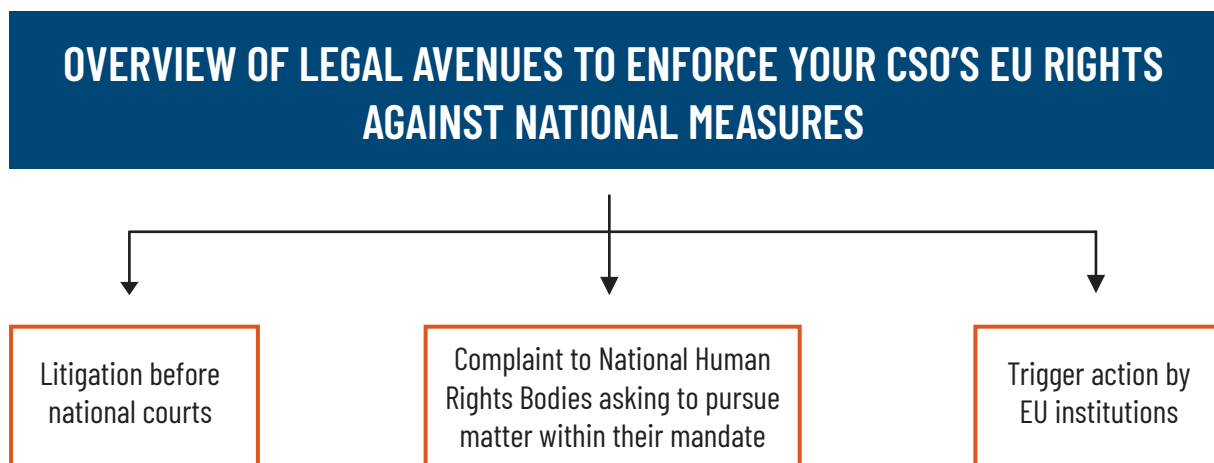 OVERVIEW OF LEGAL AVENUES TO ENFORCE YOUR CSO'S EU RIGHTS
AGAINST NATIONAL MEASURES
Litigation before
national courts
Complaint to National Human
Rights Bodies asking to pursue
matter within their mandate
Trigger action by
EU institutions